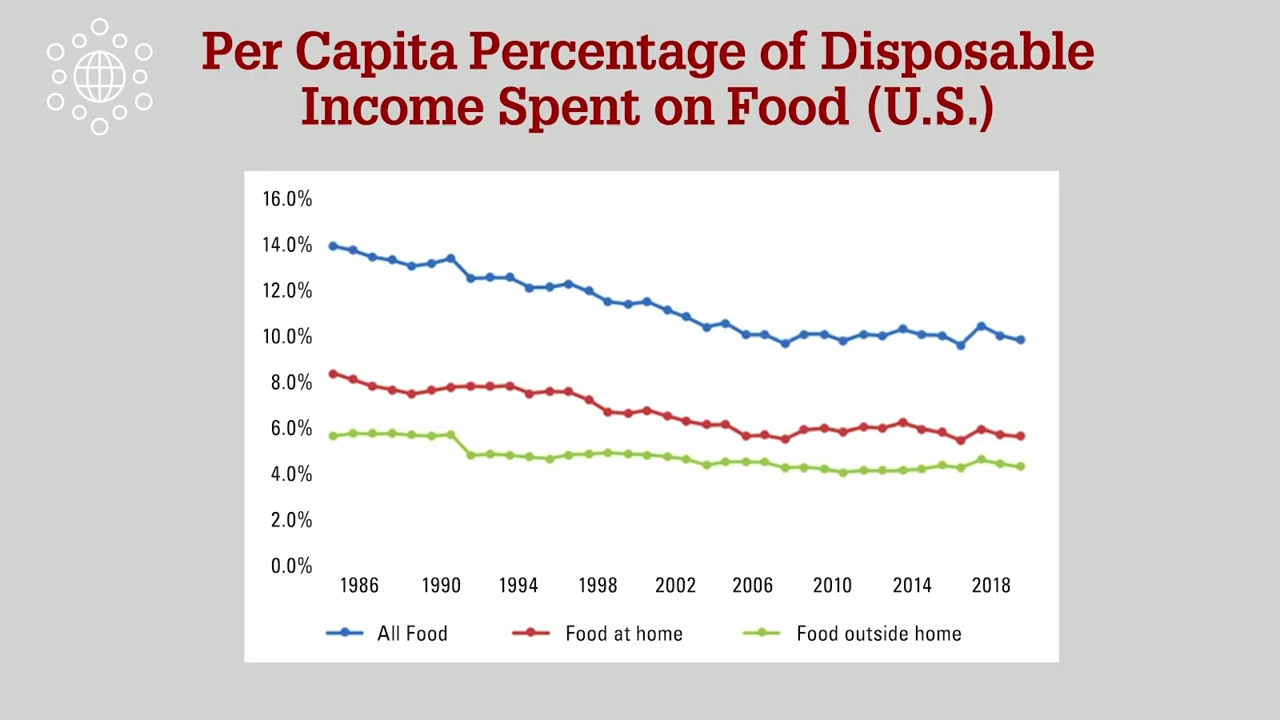 Per Capita Percentage of Disposable
Income Spent on Food (U.S.)
16.0%
14.0%
12.0%
10.0%
8.0%
6.0%
4.0%
2.0%
0.0%
1986 1990 1994 1998 2002 2006 2010 2014 2018
All Food Food at home Food outside home